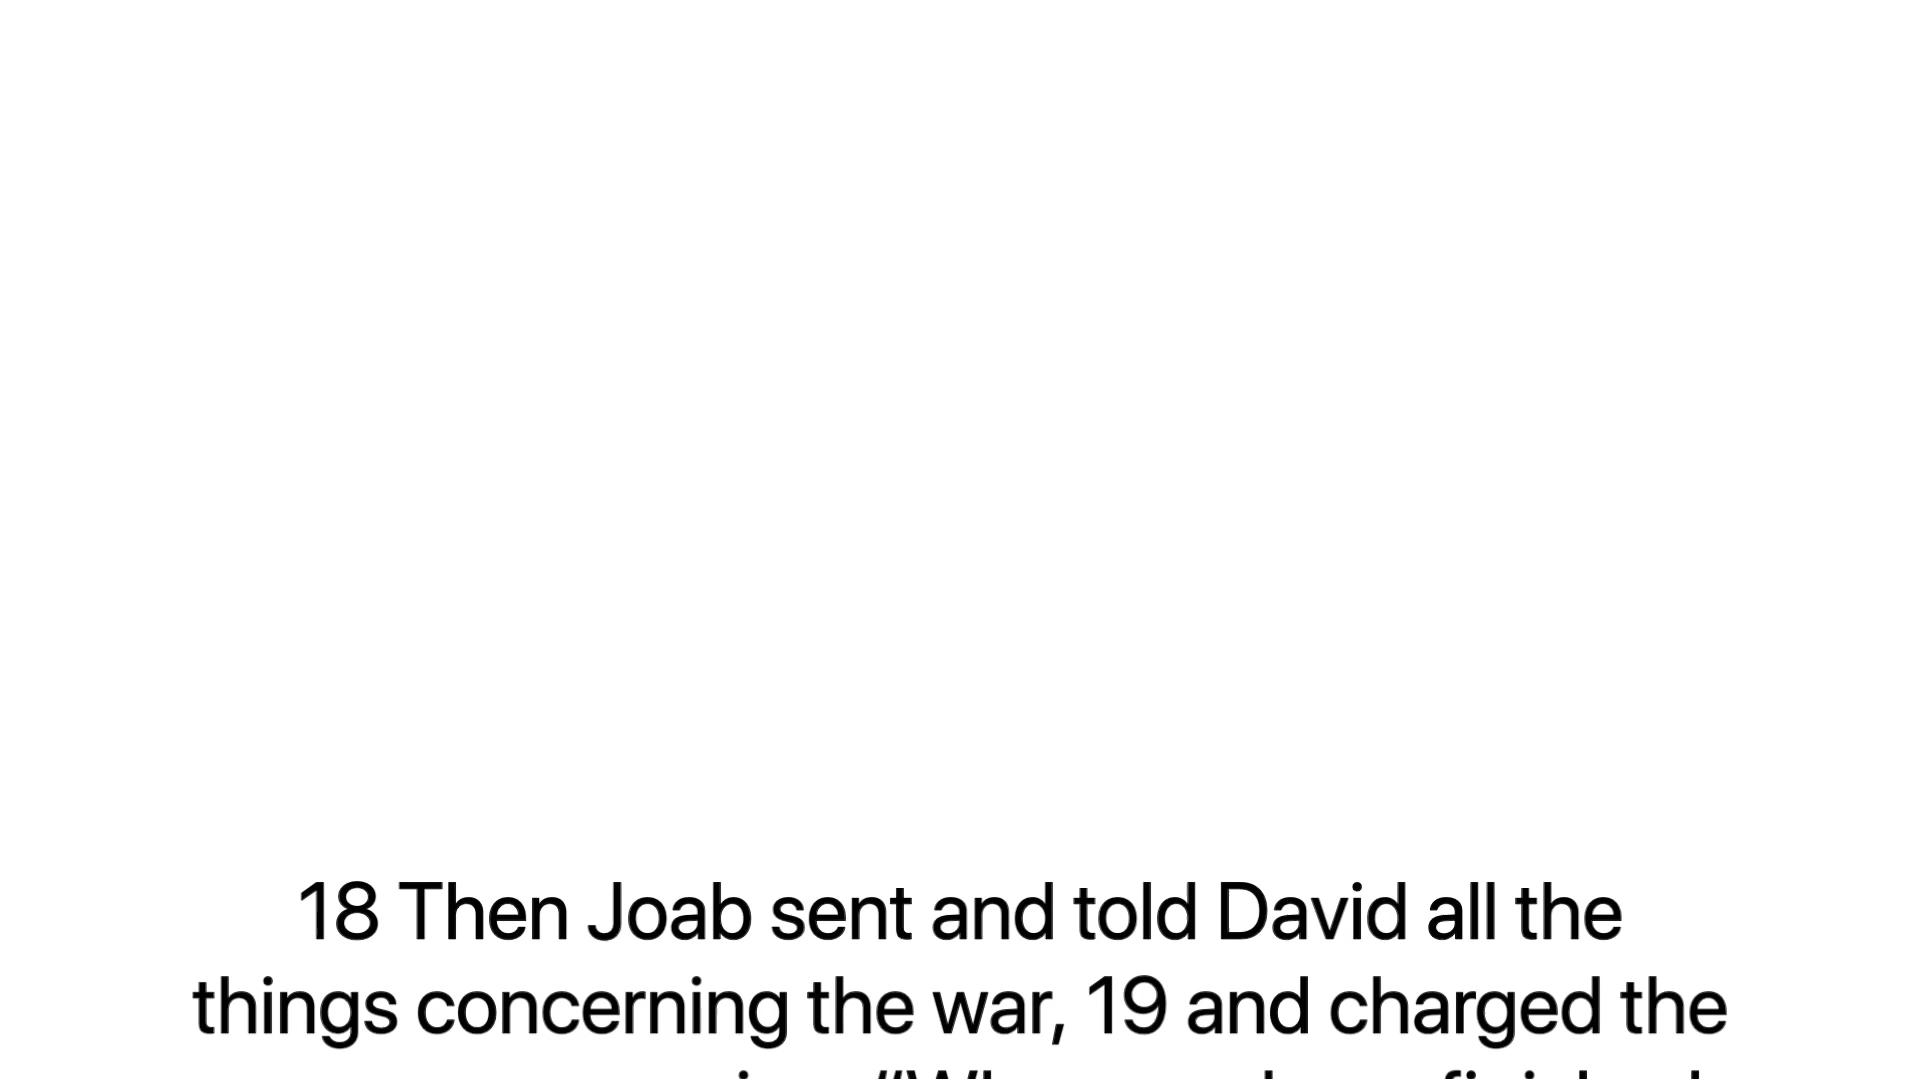 18 Then Joab sent and told David all the
things concerning the war, 19 and charged the